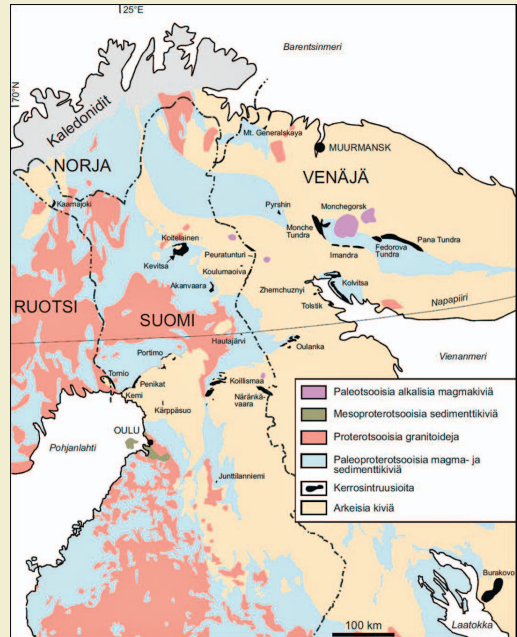 25°E
Barentsinmeri
70°N
Kaledonidit
Mt. Generalskaya
MUURMANSK
NORJA
VENÄJÄ
Kaamajoki
Pyrshin
Monchegorsk
Koitelainen
Monche
Tundra
Pana Tundra
Peuratunturi
Fedorova
Tundra
Imandra
Kevitsa
Koulumaoiva
Akanvaara
Zhemchuznyi
Kolvitsa
RUOTSI
SUOMI
Tolstik
Napapiiri
Hautajärvi
Oulanka
Vienanmeri
Portimo
Tornio
Penikat
Koillismaa
Kemi
Kärppäsuo
Näränkä-
vaara
OULU
Pohjanlahti
Junttilanniemi
Paleotsooisia alkalisia magmakiviä
Mesoproterotsooisia sedimenttikiviä
Proterotsooisia granitoideja
Paleoproterotsooisia magma- ja
sedimenttikiviä
Kerrosintruusioita
Arkeisia kiviä
Burakovo
Laatokka
100 km